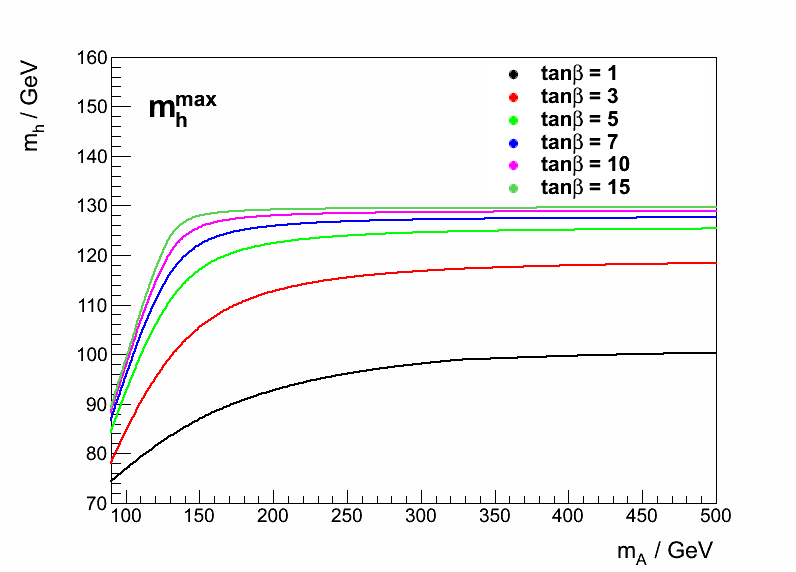 m_h / GeV
160
150
140
130
120
110
100
90
80
70
m_h^max
tanβ = 1
tanβ = 3
tanβ = 5
tanβ = 7
tanβ = 10
tanβ = 15
100 150 200 250 300 350 400 450 500
m_A / GeV